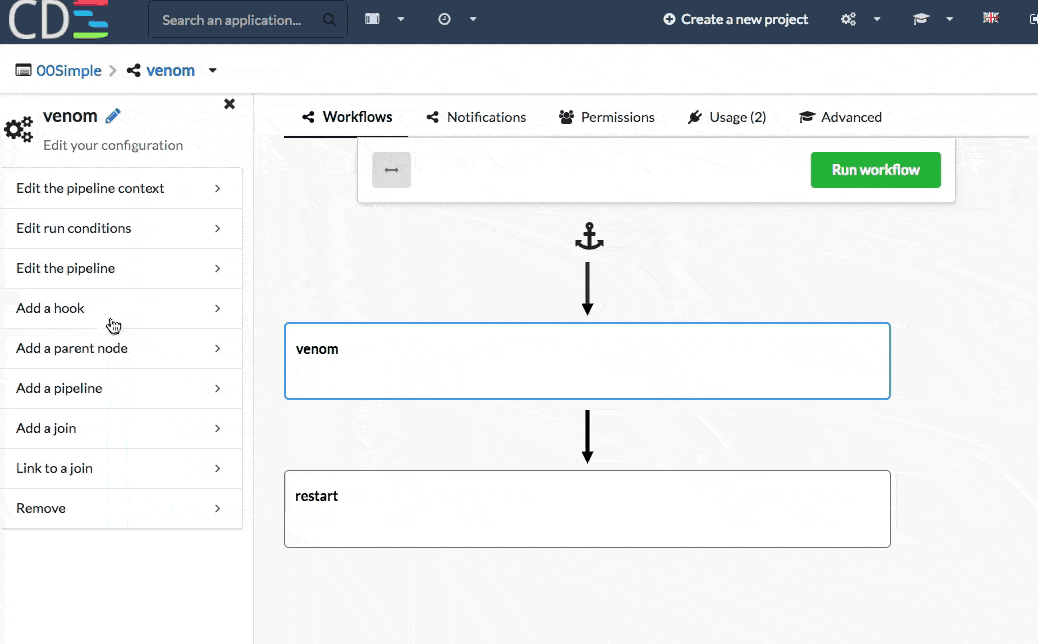 CDE Search an application... Create a new project
00Simple venom
venom
Edit your configuration
Workflows Notifications Permissions Usage (2) Advanced
Run workflow
Edit the pipeline context
Edit run conditions
Edit the pipeline
Add a hook
Add a parent node
Add a pipeline
Add a join
Link to a join
Remove
venom
restart